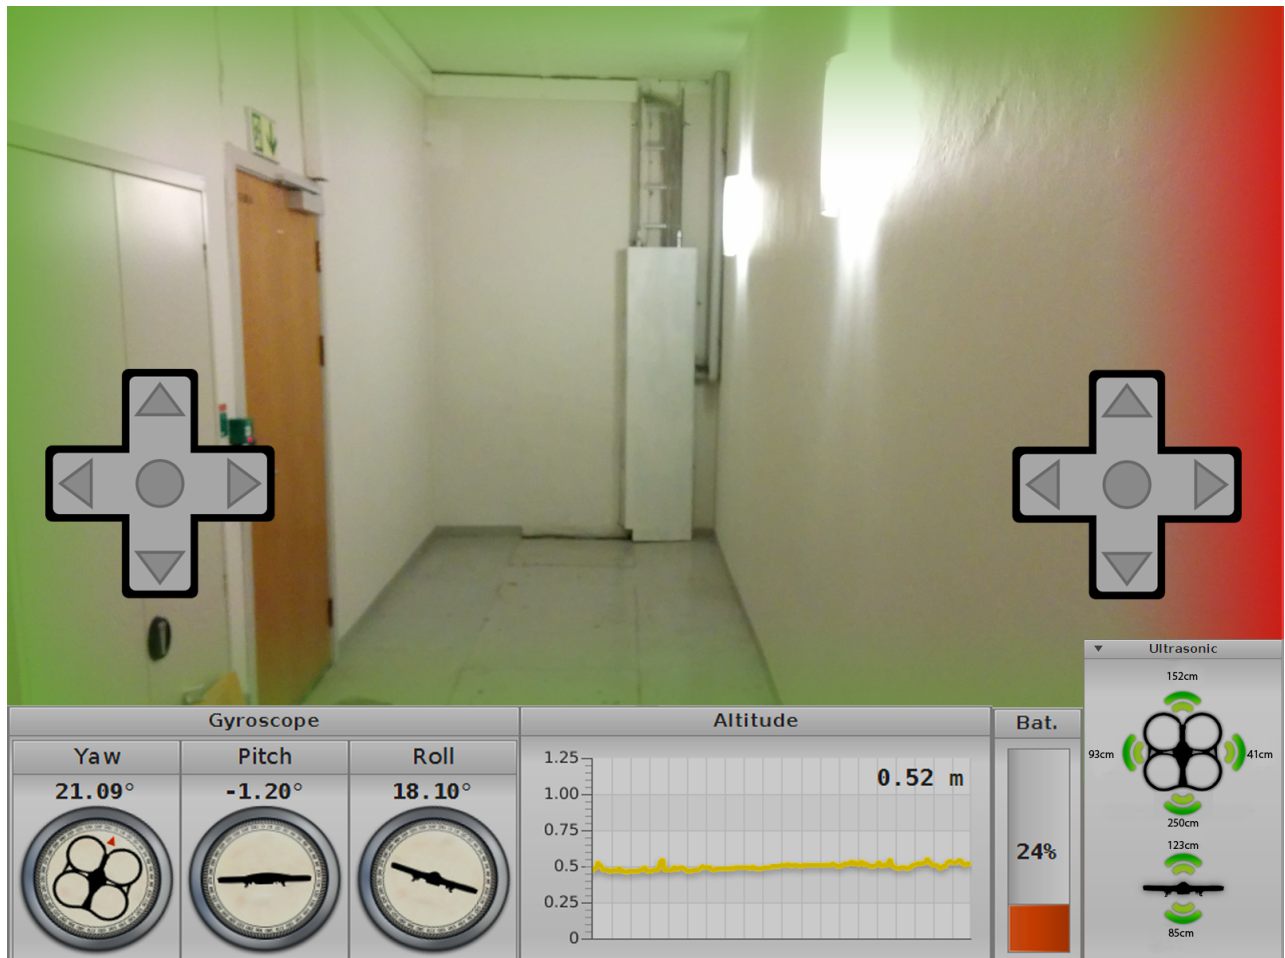 Ultrasonic
152cm
93cm
41cm
250cm
123cm
85cm
Gyroscope
Yaw
Pitch
Roll
21.09°
-1.20°
18.10°
Altitude
0.52 m
1.25
1.00
0.75
0.5
0.25
0
Bat.
24%